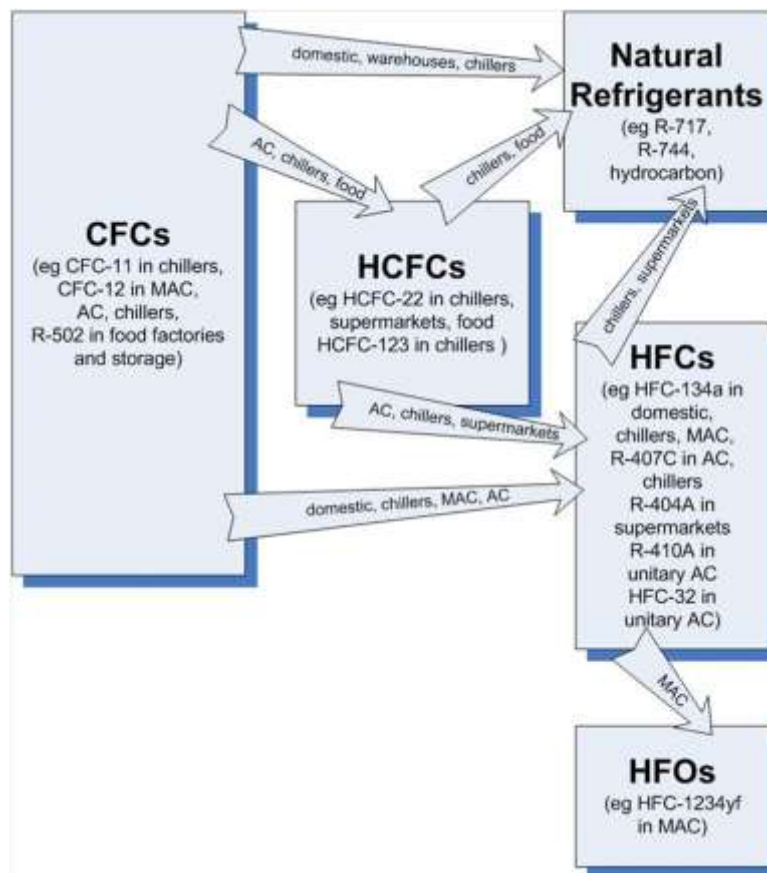 domestic, warehouses, chillers
Natural
Refrigerants
(eg R-717,
R-744,
hydrocarbon)
AC, chillers, food
chillers, food
CFCs
(eg CFC-11 in chillers,
CFC-12 in MAC,
AC, chillers,
R-502 in food factories
and storage)
HCFCs
(eg HCFC-22 in chillers,
supermarkets, food
HCFC-123 in chillers )
chillers, supermarkets
AC, chillers, supermarkets
domestic, chillers, MAC, AC
HFCs
(eg HFC-134a in
domestic,
chillers, MAC,
R-407C in AC,
chillers
R-404A in
supermarkets
R-410A in
unitary AC
HFC-32 in
unitary AC)
MAC
HFOs
(eg HFC-1234yf
in MAC)